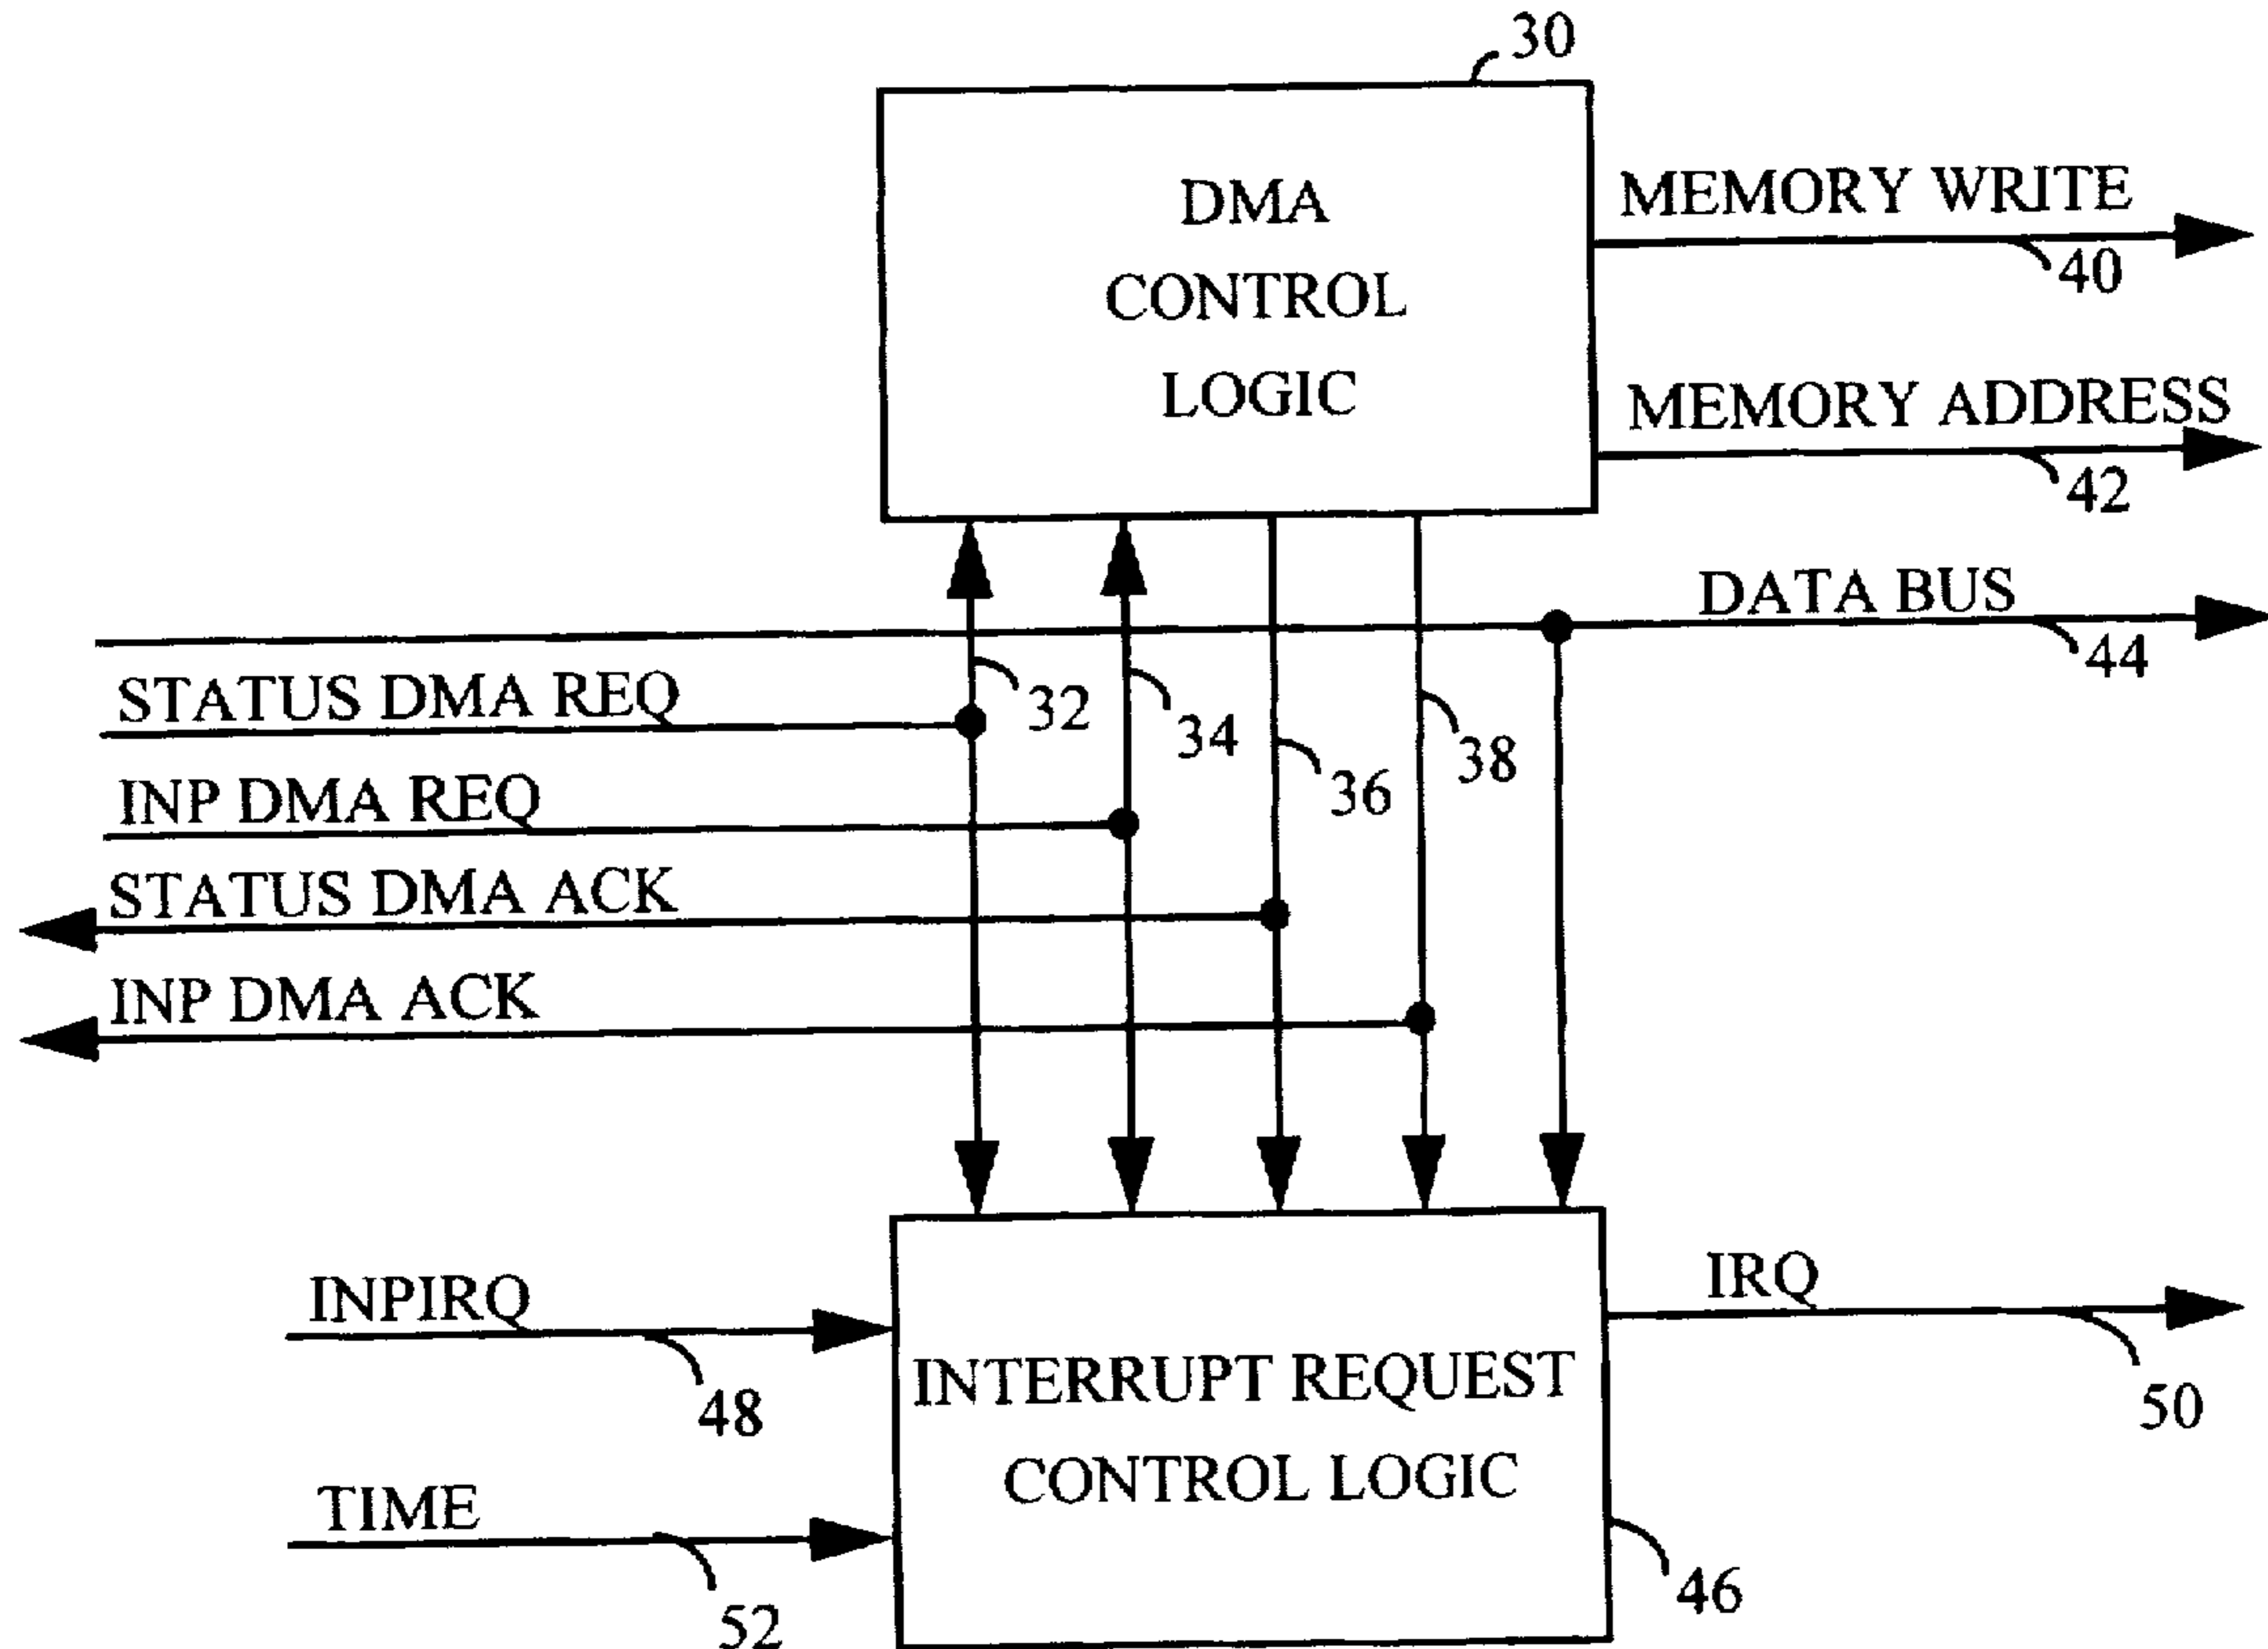 30
DMA
CONTROL
LOGIC
MEMORY WRITE
40
MEMORY ADDRESS
42
DATA BUS
44
STATUS DMA REQ
32
34
36
38
INP DMA REQ
STATUS DMA ACK
INP DMA ACK
INPIRQ
48
INTERRUPT REQUEST
CONTROL LOGIC
IRQ
50
TIME
52
46